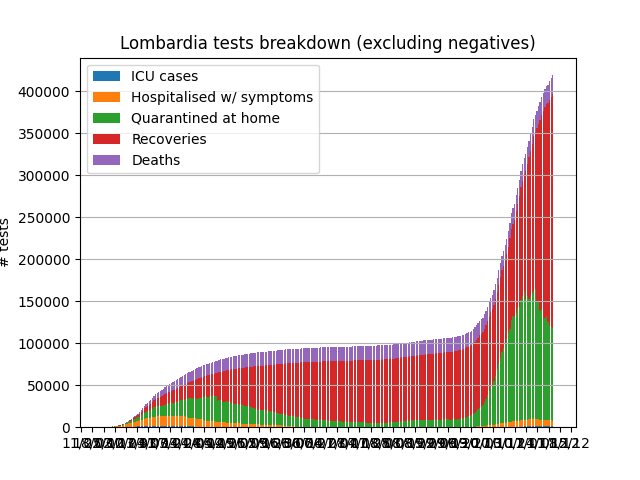 Lombardia tests breakdown (excluding negatives)
ICU cases
Hospitalised w/ symptoms
Quarantined at home
Recoveries
Deaths
400000
350000
300000
250000
200000
150000
100000
50000
0
# tests